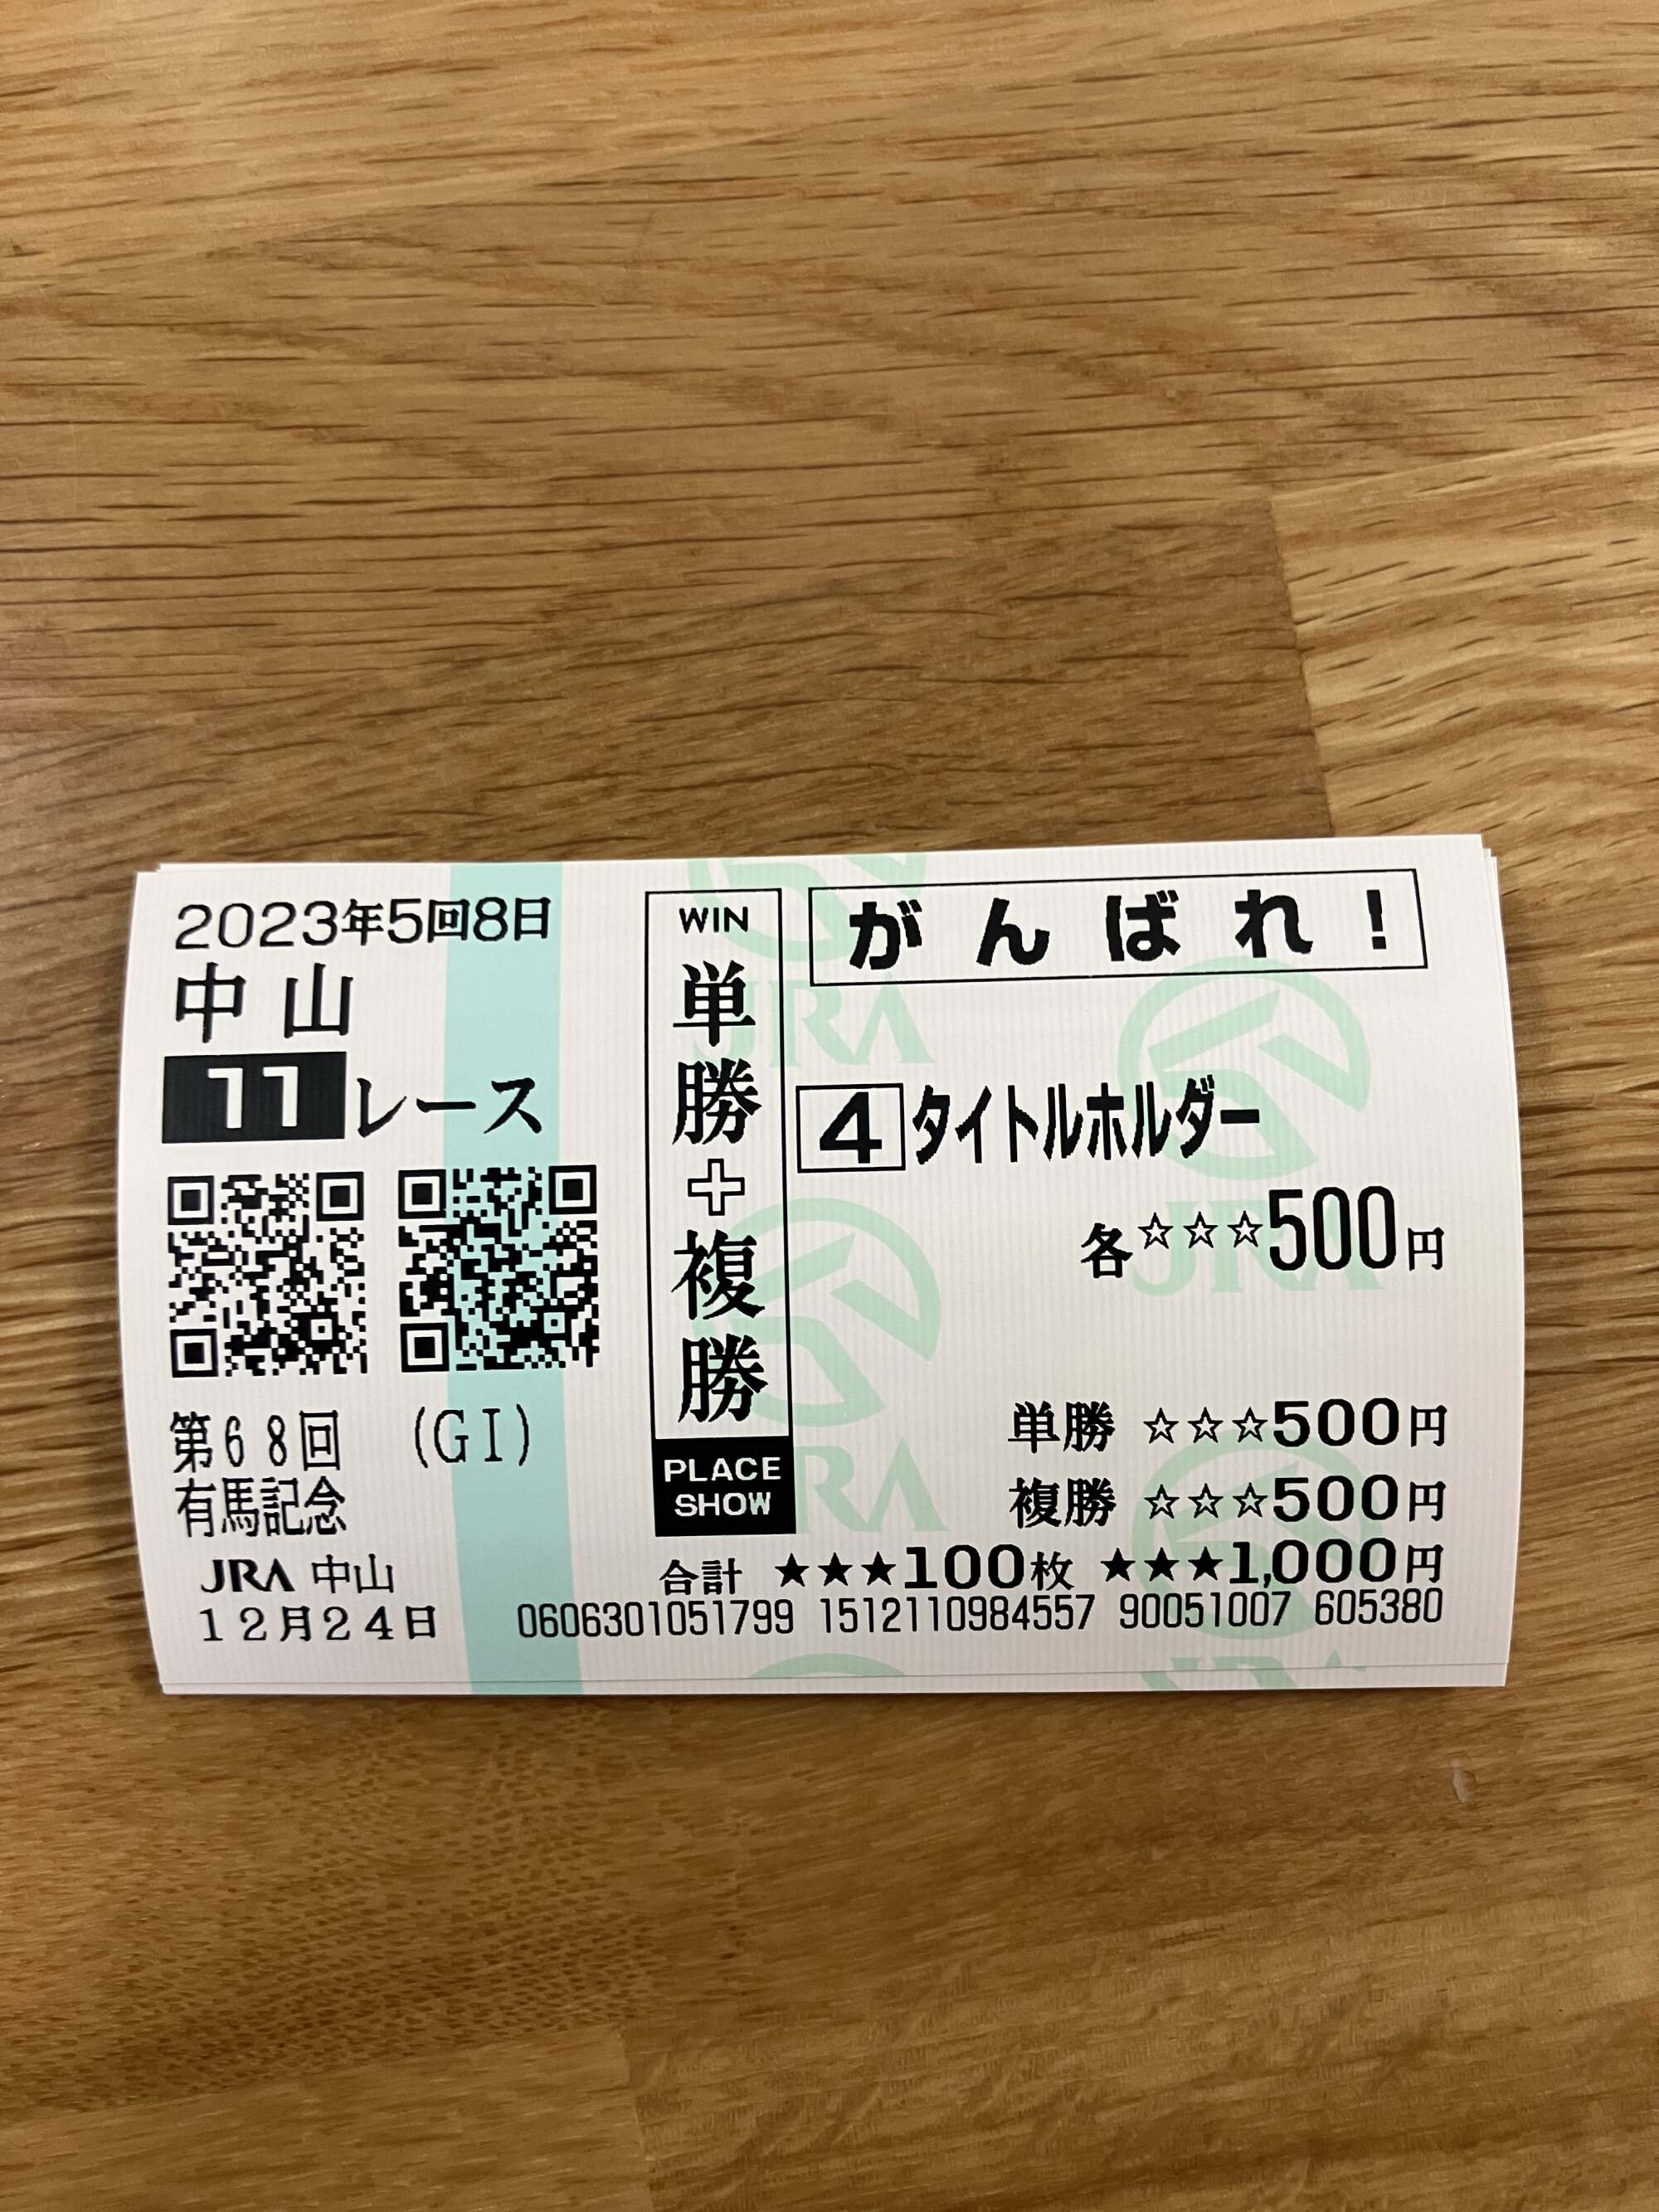 2023年5回8日
中山
11レース
第68回 (GⅠ)
有馬記念
JRA 中山
12月24日
WIN
単勝+複勝
PLACE
SHOW
がんばれ!
4 タイトルホルダー
各☆☆☆500円
単勝 ☆☆☆500円
複勝 ☆☆☆500円
合計 ★★★100枚 ★★★1,000円
0606301051799 1512110984557 90051007 605380
JRA
JRA
JRA
JRA